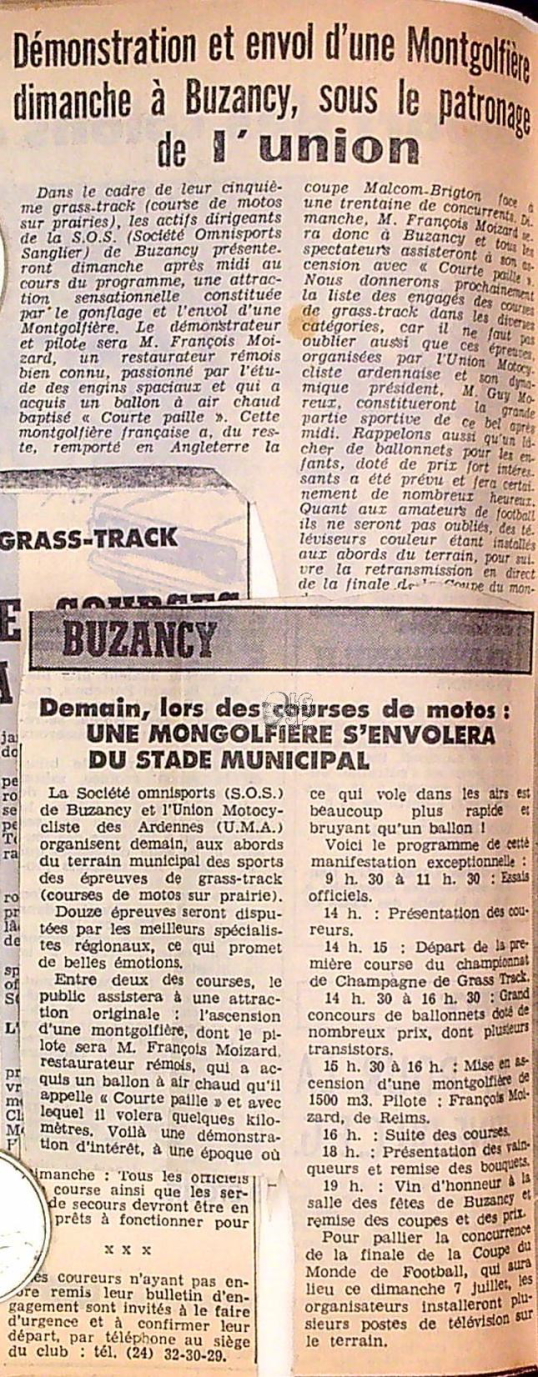 Démonstration et envol d'une Montgolfière
dimanche à Buzancy, sous le patronage
de l'union
Dans le cadre de leur cinquiè-
me grass-track (course de motos
sur prairies), les actifs dirigeants
de la S.O.S. (Société Omnisports
Sanglier) de Buzancy présente-
ront dimanche après midi au
cours du programme, une attrac-
tion sensationnelle constituée
par le gonflage et l'envol d'une
Montgolfière. Le démonstrateur
et pilote sera M. François Moi-
zard, un restaurateur rémois
bien connu, passionné par l'étu-
de des engins spaciaux et qui a
acquis un ballon à air chaud
baptisé « Courte paille ». Cette
montgolfière française a, du res-
te, remporté en Angleterre la
coupe Malcom-Brigton face à
une trentaine de concurrents. Di-
manche, M. François Moizard se-
ra donc à Buzancy et tous les
spectateurs assisteront à son as-
cension avec « Courte paille ».
Nous donnerons prochainement
la liste des engagés des courses
de grass-track dans les diverses
catégories, car il ne faut pas
oublier aussi que ces épreuves,
organisées par l'Union Motocy-
cliste ardennaise et son dyna-
mique président, M. Guy Mo-
reux, constitueront la grande
partie sportive de ce bel après
midi. Rappelons aussi qu'un lâ-
cher de ballonnets pour les en-
fants, doté de prix fort intéres-
sants a été prévu et fera certai-
nement de nombreux heureux.
Quant aux amateurs de football
ils ne seront pas oubliés, des té-
léviseurs couleur étant installés
aux abords du terrain, pour sui-
vre la retransmission en direct
de la finale de la Coupe du mon-
GRASS-TRACK
BUZANCY
Demain, lors des courses de motos :
UNE MONGOLFIERE S'ENVOLERA
DU STADE MUNICIPAL
La Société omnisports (S.O.S.)
de Buzancy et l'Union Motocy-
cliste des Ardennes (U.M.A.)
organisent demain, aux abords
du terrain municipal des sports
des épreuves de grass-track
(courses de motos sur prairie).
Douze épreuves seront dispu-
tées par les meilleurs spécialis-
tes régionaux, ce qui promet
de belles émotions.
Entre deux des courses, le
public assistera à une attrac-
tion originale : l'ascension
d'une montgolfière, dont le pi-
lote sera M. François Moizard,
restaurateur rémois, qui a ac-
quis un ballon à air chaud qu'il
appelle « Courte paille » et avec
lequel il volera quelques kilo-
mètres. Voilà une démonstra-
tion d'intérêt, à une époque où
ce qui vole dans les airs est
beaucoup plus rapide et
bruyant qu'un ballon !
Voici le programme de cette
manifestation exceptionnelle :
9 h. 30 à 11 h. 30 : Essais
officiels.
14 h. : Présentation des cou-
reurs.
14 h. 15 : Départ de la pre-
mière course du championnat
de Champagne de Grass Track.
14 h. 30 à 16 h. 30 : Grand
concours de ballonnets doté de
nombreux prix, dont plusieurs
transistors.
15 h. 30 à 16 h. : Mise en as-
cension d'une montgolfière de
1500 m3. Pilote : François Moi-
zard, de Reims.
16 h. : Suite des courses.
18 h. : Présentation des vain-
queurs et remise des bouquets.
19 h. : Vin d'honneur à la
salle des fêtes de Buzancy et
remise des coupes et des prix.
Pour pallier la concurrence
de la finale de la Coupe du
Monde de Football, qui aura
lieu ce dimanche 7 juillet, les
organisateurs installeront plu-
sieurs postes de télévision sur
le terrain.
imanche : Tous les officiels
course ainsi que les ser-
de secours devront être en
prêts à fonctionner pour
x x x
es coureurs n'ayant pas en-
ore remis leur bulletin d'en-
gagement sont invités à le faire
d'urgence et à confirmer leur
départ, par téléphone au siège
du club : tél. (24) 32-30-29.